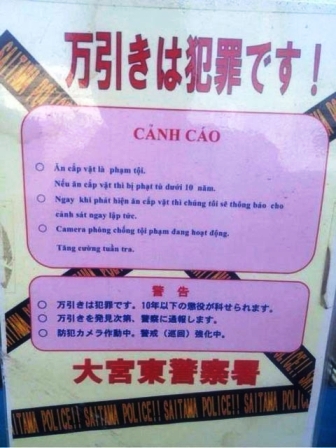 万引きは犯罪です!
CẢNH CÁO
○ Ăn cấp vặt là phạm tội.
Nếu ăn cấp vặt thì bị phạt tù dưới 10 năm.
○ Ngay khi phát hiện ăn cấp vặt thì chúng tôi sẽ thông báo cho
cảnh sát ngay lập tức.
○ Camera phòng chống tội phạm đang hoạt động.
Tăng cường tuần tra.
警告
○ 万引きは犯罪です。10年以下の懲役が科せられます。
○ 万引きを発見次第、警察に通報します。
○ 防犯カメラ作動中。警戒(巡回)強化中。
大宮東警察署
SAITAMA POLICE!! SAITAMA POLICE!! SAITAMA POLICE!!